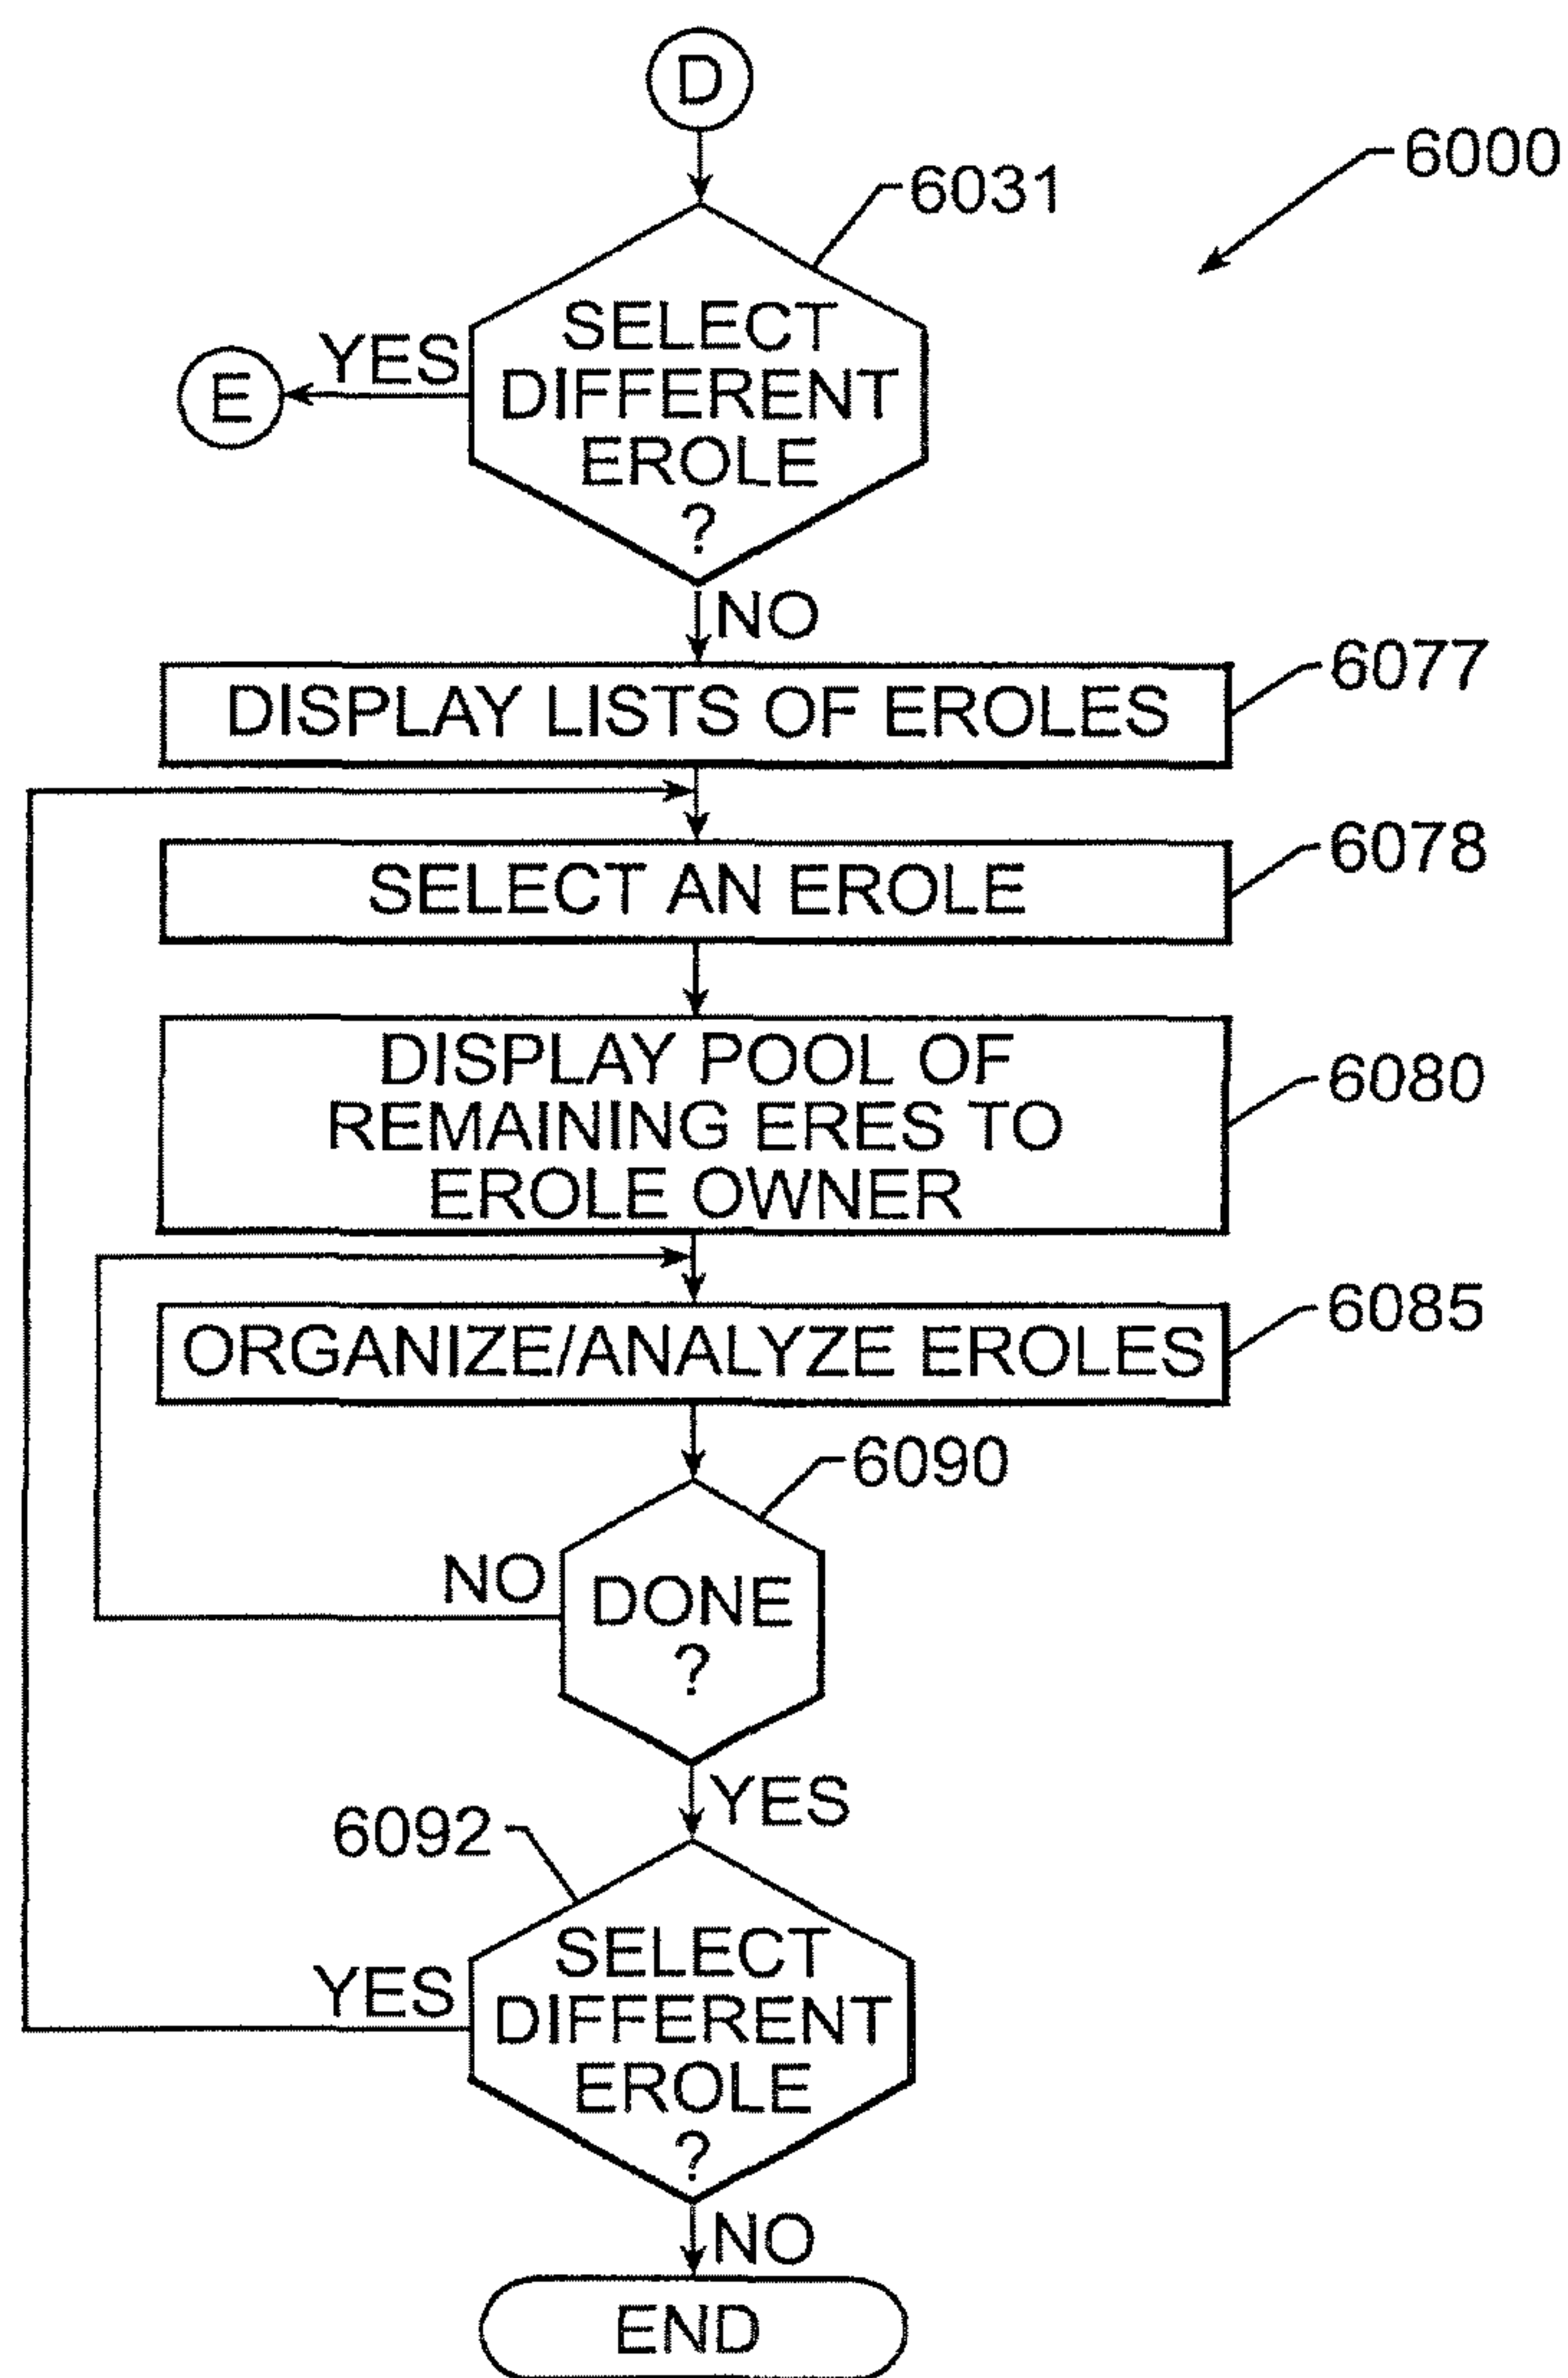 D
6000
6031
SELECT
DIFFERENT
EROLE
?
YES
E
NO
DISPLAY LISTS OF EROLES
6077
SELECT AN EROLE
6078
DISPLAY POOL OF
REMAINING ERES TO
EROLE OWNER
6080
ORGANIZE/ANALYZE EROLES
6085
6090
DONE
?
NO
YES
6092
SELECT
DIFFERENT
EROLE
?
YES
NO
END